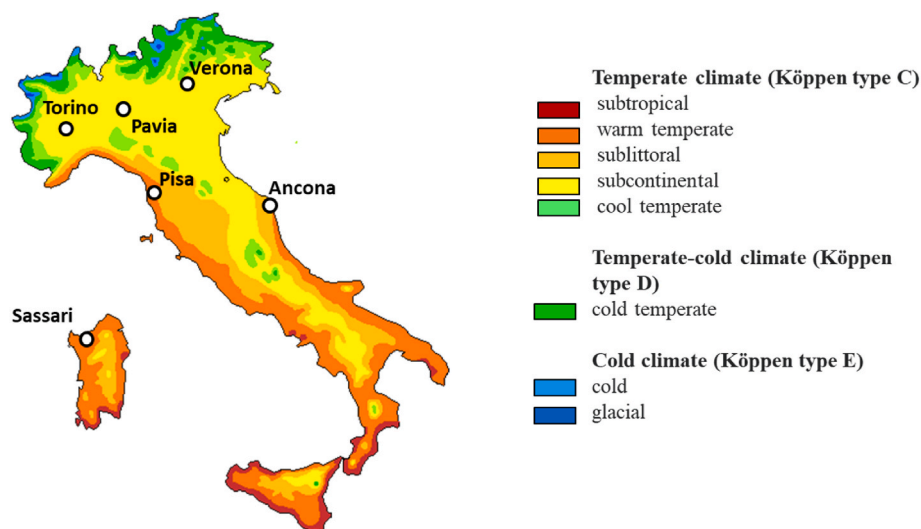 Verona
Torino
Pavia
Pisa
Ancona
Sassari
Temperate climate (Köppen type C)
subtropical
warm temperate
sublittoral
subcontinental
cool temperate
Temperate-cold climate (Köppen
type D)
cold temperate
Cold climate (Köppen type E)
cold
glacial